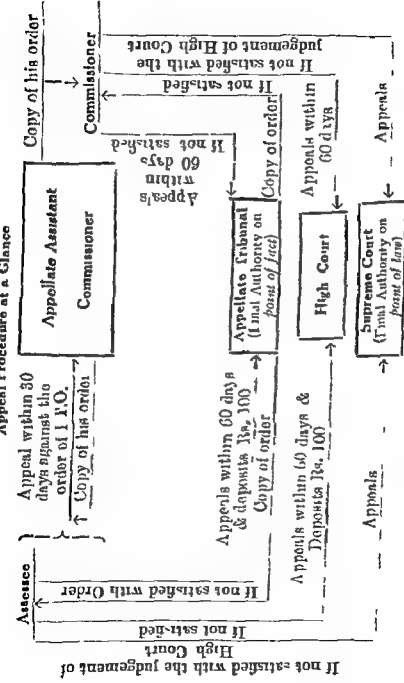 Appeal Procedure at a Glance
Assessee
Appeal within 30
days against the
order of I T.O.
Copy of his order
Appellate Assistant
Commissioner
Copy of his order
Commissioner
If not satisfied with Order
If not satisfied
If not satisfied with the judgement of
High Court
Appeals within 60 days
& deposits Rs. 100
Copy of order
Appellate Tribunal
(Final Authority on
point of fact)
Copy of order
Appeals
within
60 days
If not satisfied
If not satisfied
If not satisfied with the
judgement of High Court
Appeals within 60 days &
Deposits Rs. 100
High Court
Appeals within
60 days
Appeals
Supreme Court
(Final Authority on
point of law)
Appeals